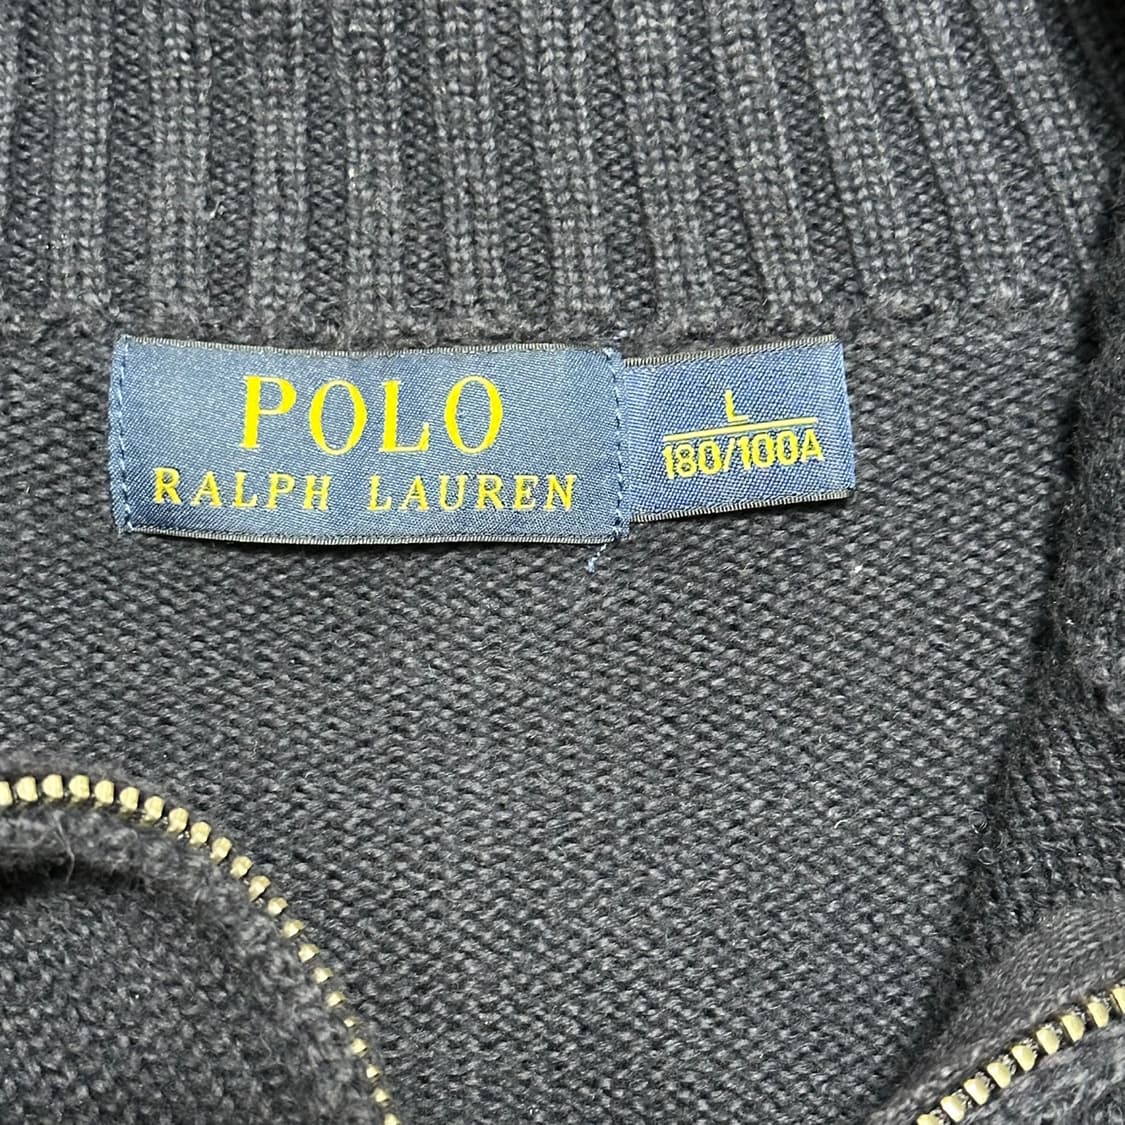 POLO
RALPH LAUREN
L
180/100A